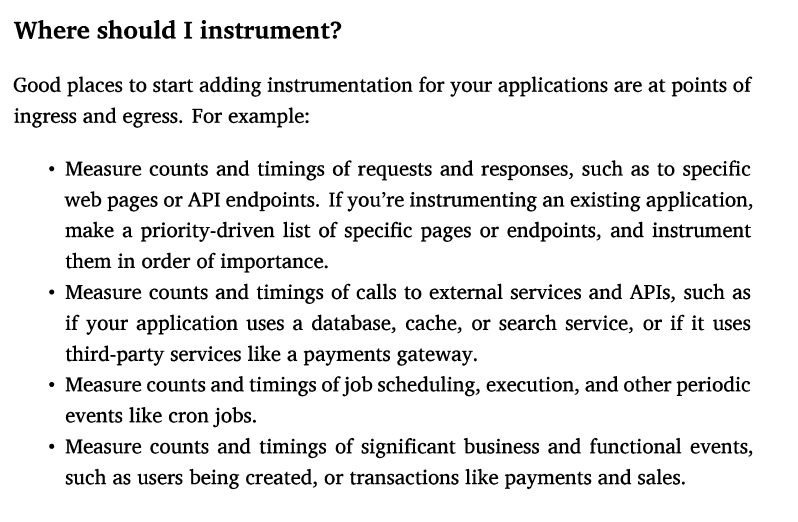 Where should I instrument?
Good places to start adding instrumentation for your applications are at points of
ingress and egress. For example:
• Measure counts and timings of requests and responses, such as to specific
web pages or API endpoints. If you’re instrumenting an existing application,
make a priority-driven list of specific pages or endpoints, and instrument
them in order of importance.
• Measure counts and timings of calls to external services and APIs, such as
if your application uses a database, cache, or search service, or if it uses
third-party services like a payments gateway.
• Measure counts and timings of job scheduling, execution, and other periodic
events like cron jobs.
• Measure counts and timings of significant business and functional events,
such as users being created, or transactions like payments and sales.